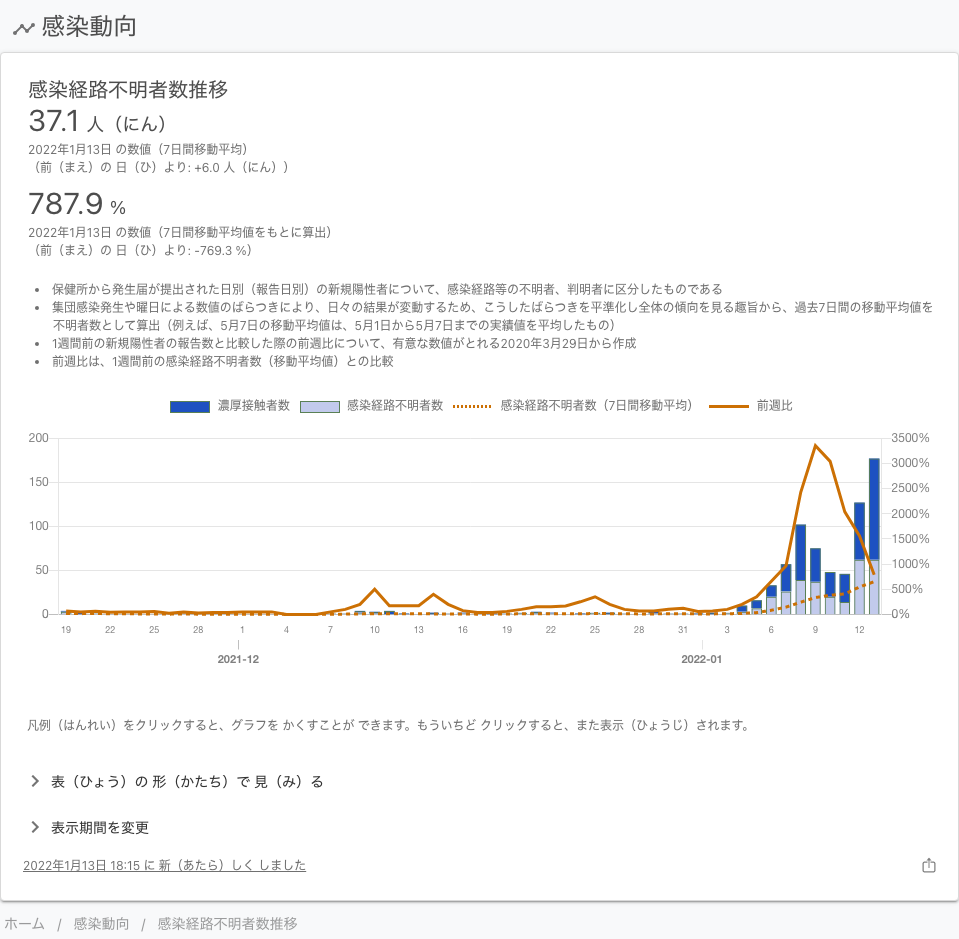 感染動向
感染経路不明者数推移
37.1 人（にん）
2022年1月13日 の数値（7日間移動平均）
（前（まえ）の 日（ひ）より: +6.0 人（にん））
787.9 %
2022年1月13日 の数値（7日間移動平均値をもとに算出）
（前（まえ）の 日（ひ）より: -769.3 %）
• 保健所から発生届が提出された日別（報告日別）の新規陽性者について、感染経路等の不明者、判明者に区分したものである
• 集団感染発生や曜日による数値のばらつきにより、日々の結果が変動するため、こうしたばらつきを平準化し全体の傾向を見る趣旨から、過去7日間の移動平均値を
不明者数として算出（例えば、5月7日の移動平均値は、5月1日から5月7日までの実績値を平均したもの）
• 1週間前の新規陽性者の報告数と比較した際の前週比について、有意な数値がとれる2020年3月29日から作成
• 前週比は、1週間前の感染経路不明者数（移動平均値）との比較
濃厚接触者数 感染経路不明者数 感染経路不明者数（7日間移動平均） 前週比
200 3500%
3000%
150 2500%
2000%
100 1500%
1000%
50 500%
0 0%
19 22 25 28 1 4 7 10 13 16 19 22 25 28 31 3 6 9 12
2021-12 2022-01
凡例（はんれい）をクリックすると、グラフを かくすことが できます。もういちど クリックすると、また表示（ひょうじ）されます。
表（ひょう）の 形（かたち）で 見（み）る
表示期間を変更
2022年1月13日 18:15 に 新（あたら）しく しました
ホーム / 感染動向 / 感染経路不明者数推移